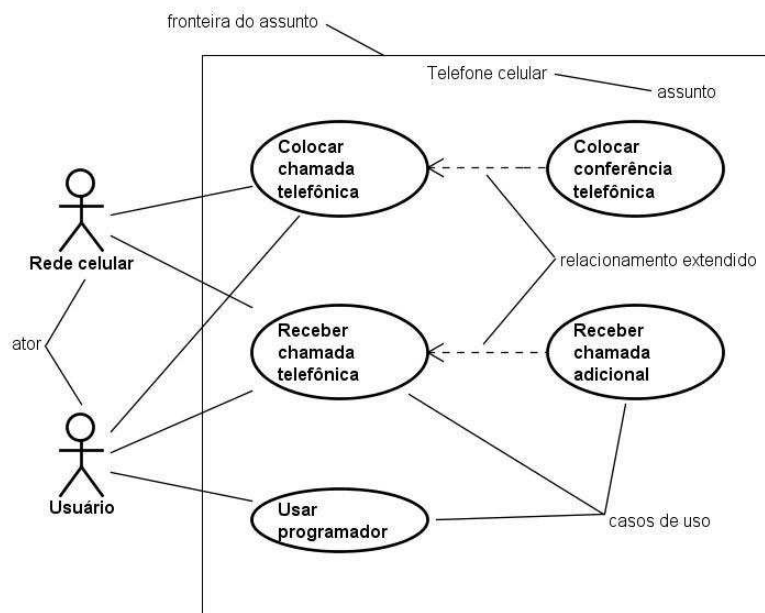 fronteira do assunto
Telefone celular
assunto
Colocar
chamada
telefônica
Colocar
conferência
telefônica
Rede celular
relacionamento extendido
ator
Receber
chamada
telefônica
Receber
chamada
adicional
Usuário
Usar
programador
casos de uso